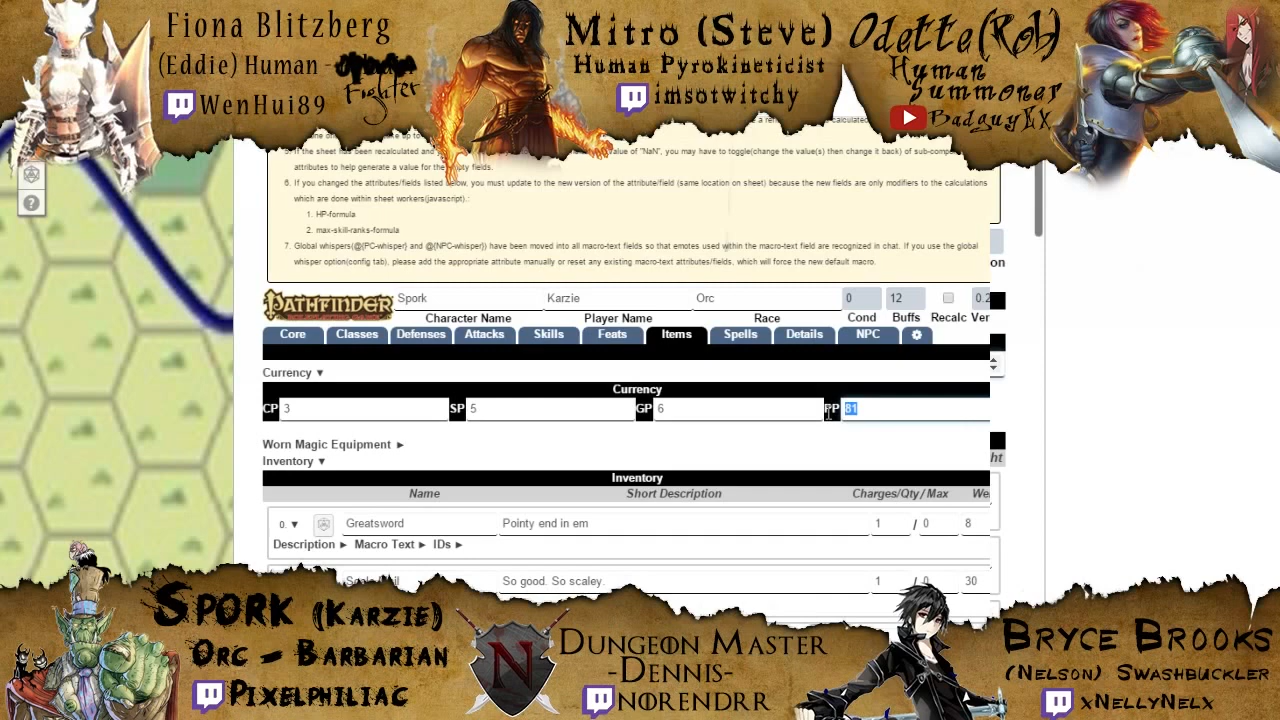 Fiona Blitzberg
(Eddie) Human -
Fighter
WenHui89
Mitro (Steve)
Human Pyrokineticist
imsotwitchy
Odette(Rob)
Human
Summoner
BadguyEX
attributes to help generate a value for the empty fields.
6. If you changed the attributes/fields listed below, you must update to the new version of the attribute/field (same location on sheet) because the new fields are only modifiers to the calculations
which are done within sheet workers(javascript).:
1. HP-formula
2. max-skill-ranks-formula
7. Global whispers(@{PC-whisper} and @{NPC-whisper}) have been moved into all macro-text fields so that emotes used within the macro-text field are recognized in chat. If you use the global
whisper option(config tab), please add the appropriate attribute manually or reset any existing macro-text attributes/fields, which will force the new default macro.
on
PATHFINDER
Spork Karzie Orc 0 12 0.2
Character Name Player Name Race Cond Buffs Recalc Ver
Core Classes Defenses Attacks Skills Feats Items Spells Details NPC
Currency ▼
Currency
CP 3 SP 5 GP 6 PP 81
Worn Magic Equipment ►
Inventory ▼
ht
Inventory
Name Short Description Charges/Qty / Max We
0. ▼ Greatsword Pointy end in em 1 / 0 8
Description ► Macro Text ► IDs ►
So good. So scaley. 1 / 0 30
Spork (Karzie)
Orc - Barbarian
Pixelphiliac
N
Dungeon Master
-Dennis-
norendrr
Bryce Brooks
(Nelson) Swashbuckler
xNellyNelx